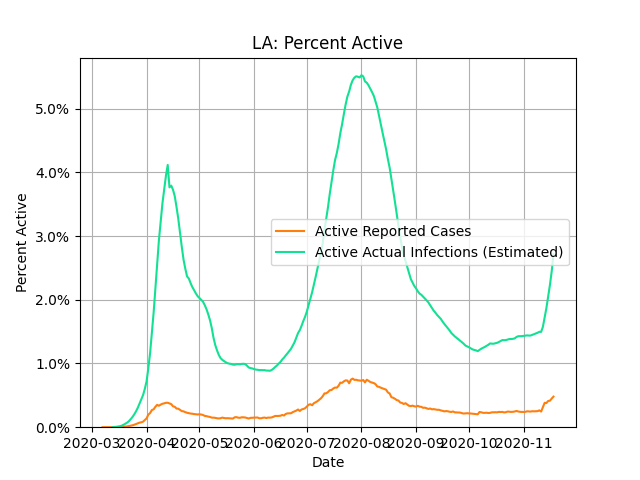 LA: Percent Active
5.0%
4.0%
3.0%
2.0%
1.0%
0.0%
Percent Active
Active Reported Cases
Active Actual Infections (Estimated)
2020-03 2020-04 2020-05 2020-06 2020-07 2020-08 2020-09 2020-10 2020-11
Date